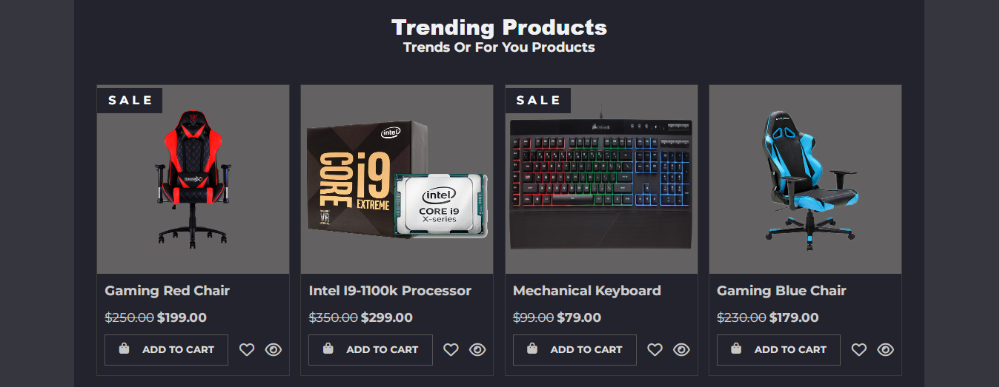 Trending Products
Trends Or For You Products
SALE
SALE
intel
CORE i9
EXTREME
intel
CORE i9
X-series
VR
CORSAIR
Gaming Red Chair
Intel I9-1100k Processor
Mechanical Keyboard
Gaming Blue Chair
$250.00 $199.00
$350.00 $299.00
$99.00 $79.00
$230.00 $179.00
ADD TO CART
ADD TO CART
ADD TO CART
ADD TO CART